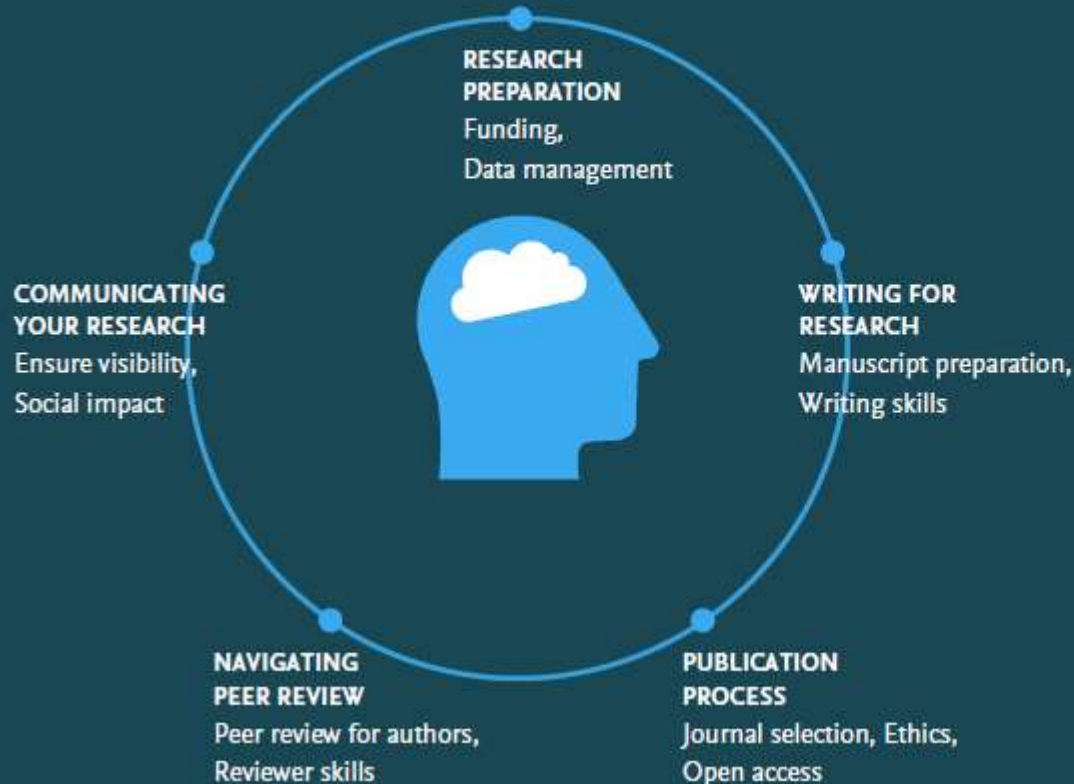 RESEARCH
PREPARATION
Funding,
Data management
WRITING FOR
RESEARCH
Manuscript preparation,
Writing skills
PUBLICATION
PROCESS
Journal selection, Ethics,
Open access
NAVIGATING
PEER REVIEW
Peer review for authors,
Reviewer skills
COMMUNICATING
YOUR RESEARCH
Ensure visibility,
Social impact